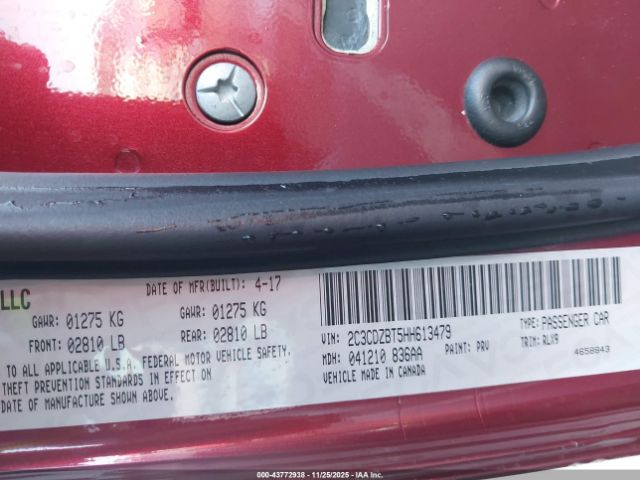 LLC
DATE OF MFR(BUILT): 4-17
GAWR: 01275 KG GAWR: 01275 KG
FRONT: 02810 LB REAR: 02810 LB
TO ALL APPLICABLE U.S.A. FEDERAL MOTOR VEHICLE SAFETY,
THEFT PREVENTION STANDARDS IN EFFECT ON
DATE OF MANUFACTURE SHOWN ABOVE.
VIN: 2C3CDZBT5HH613479 TYPE: PASSENGER CAR
MDH: 041210 836AA PAINT: PRV TRIM: RLX9
VEHICLE MADE IN CANADA 4658943
000-43772938 - 11/25/2025 - IAA Inc.